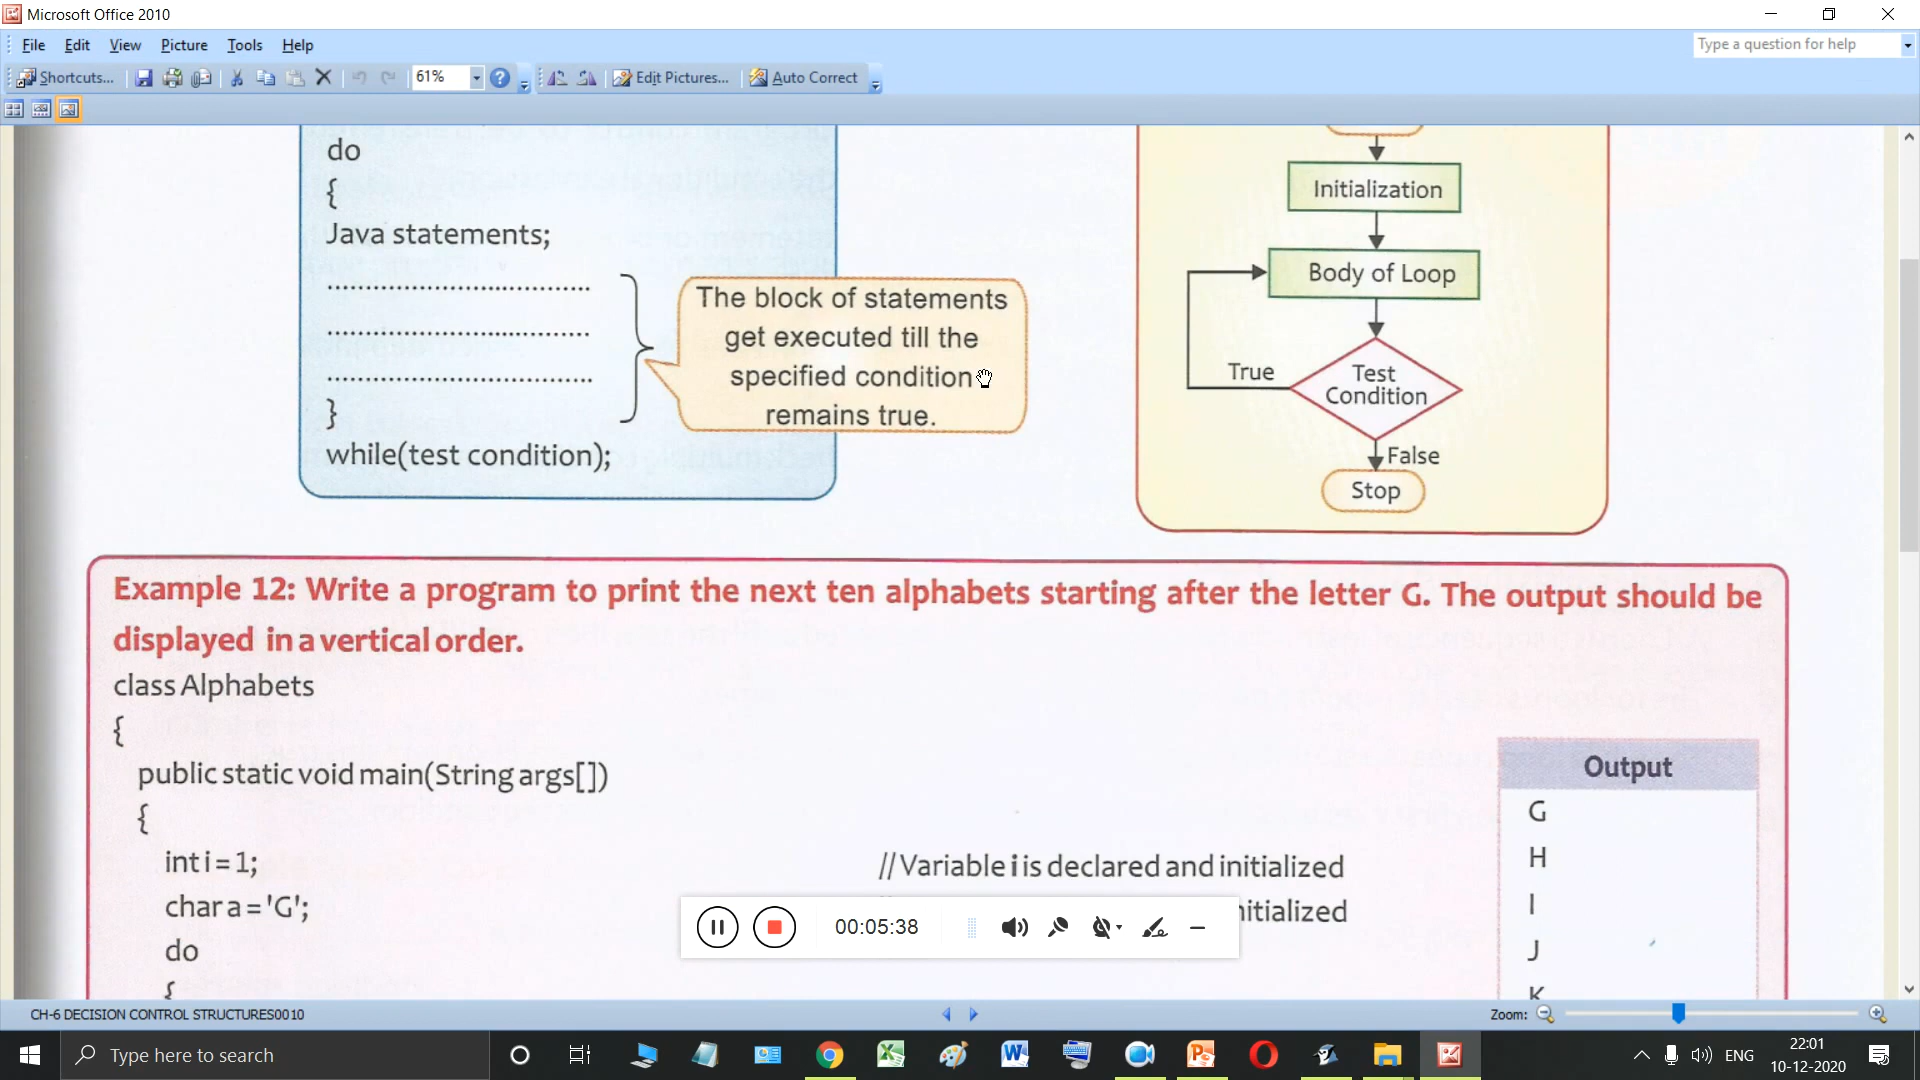 Microsoft Office 2010
File Edit View Picture Tools Help
Type a question for help
Shortcuts...
61%
Edit Pictures...
Auto Correct
do
{
Java statements;
}
while(test condition);
The block of statements
get executed till the
specified condition
remains true.
Initialization
Body of Loop
True
Test
Condition
False
Stop
Example 12: Write a program to print the next ten alphabets starting after the letter G. The output should be
displayed in a vertical order.
class Alphabets
{
public static void main(String args[])
{
int i = 1;
//Variable i is declared and initialized
char a = 'G';
nitialized
do
{
Output
G
H
I
J
K
00:05:38
CH-6 DECISION CONTROL STRUCTURES0010
Zoom:
Type here to search
ENG
22:01
10-12-2020